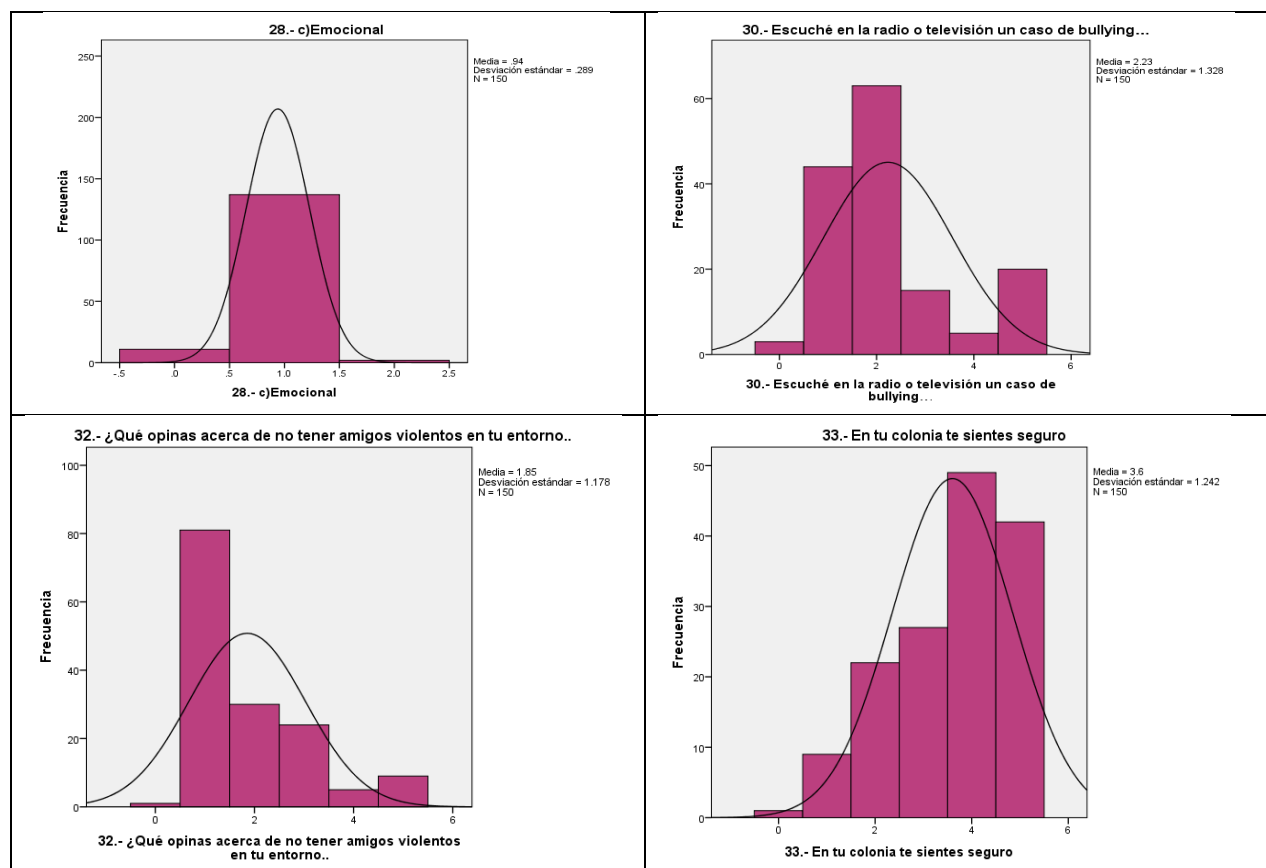 28.- c)Emocional
Media = .94
Desviación estándar = .289
N = 150
Frecuencia
250
200
150
100
50
0
-.5 .0 .5 1.0 1.5 2.0 2.5
28.- c)Emocional
30.- Escuché en la radio o televisión un caso de bullying...
Media = 2.23
Desviación estándar = 1.328
N = 150
Frecuencia
60
40
20
0
0 2 4 6
30.- Escuché en la radio o televisión un caso de
bullying...
32.- ¿Qué opinas acerca de no tener amigos violentos en tu entorno..
Media = 1.85
Desviación estándar = 1.178
N = 150
Frecuencia
100
80
60
40
20
0
0 2 4 6
32.- ¿Qué opinas acerca de no tener amigos violentos
en tu entorno..
33.- En tu colonia te sientes seguro
Media = 3.6
Desviación estándar = 1.242
N = 150
Frecuencia
50
40
30
20
10
0
0 2 4 6
33.- En tu colonia te sientes seguro